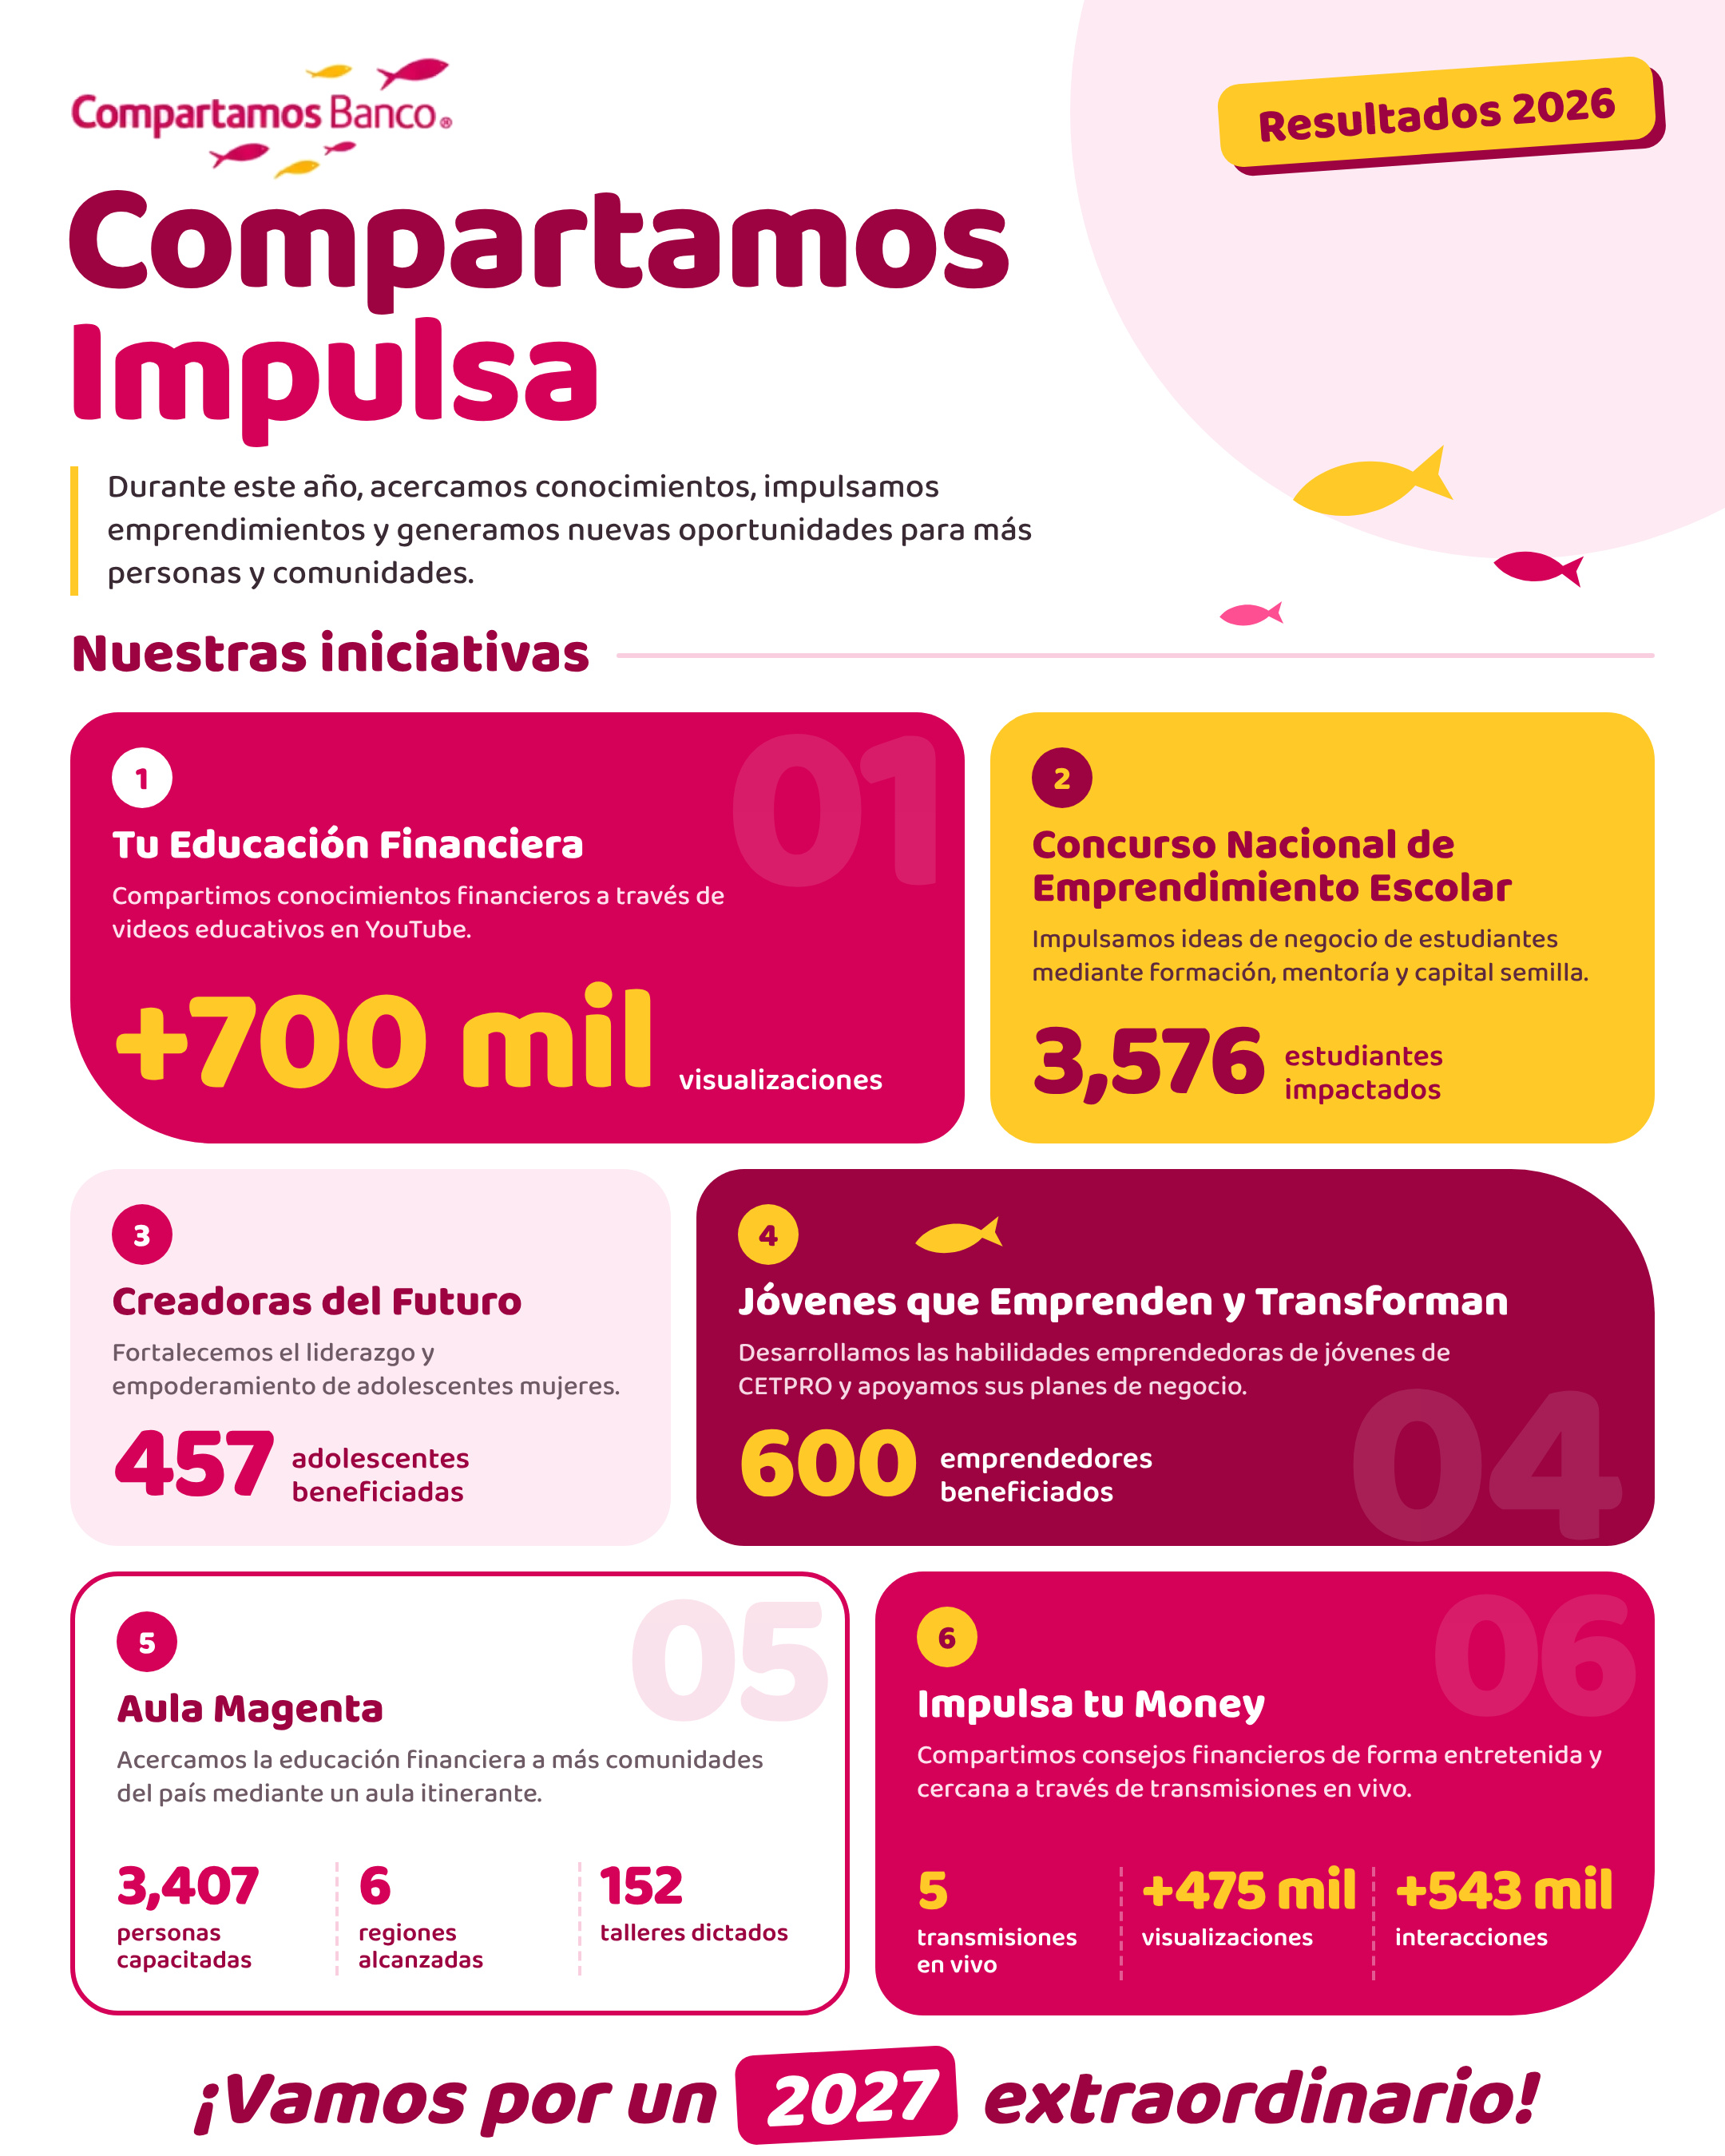 Compartamos Banco®
Resultados 2026
Compartamos
Impulsa
Durante este año, acercamos conocimientos, impulsamos
emprendimientos y generamos nuevas oportunidades para más
personas y comunidades.
Nuestras iniciativas
01
1
Tu Educación Financiera
Compartimos conocimientos financieros a través de
videos educativos en YouTube.
+700 mil visualizaciones
2
Concurso Nacional de
Emprendimiento Escolar
Impulsamos ideas de negocio de estudiantes
mediante formación, mentoría y capital semilla.
3,576 estudiantes
impactados
3
Creadoras del Futuro
Fortalecemos el liderazgo y
empoderamiento de adolescentes mujeres.
457 adolescentes
beneficiadas
4
Jóvenes que Emprenden y Transforman
Desarrollamos las habilidades emprendedoras de jóvenes de
CETPRO y apoyamos sus planes de negocio.
600 emprendedores
beneficiados
04
05
5
Aula Magenta
Acercamos la educación financiera a más comunidades
del país mediante un aula itinerante.
3,407
personas
capacitadas
6
regiones
alcanzadas
152
talleres dictados
06
6
Impulsa tu Money
Compartimos consejos financieros de forma entretenida y
cercana a través de transmisiones en vivo.
5
transmisiones
en vivo
+475 mil
visualizaciones
+543 mil
interacciones
¡Vamos por un 2027 extraordinario!